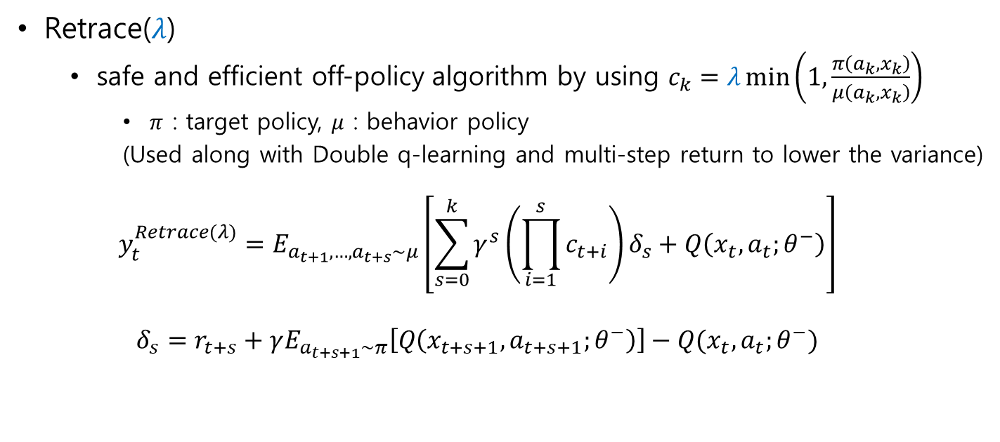 • Retrace(λ)
• safe and efficient off-policy algorithm by using $c_k = \lambda \min\left(1, \frac{\pi(a_k,x_k)}{\mu(a_k,x_k)}\right)$
• π : target policy, μ : behavior policy
(Used along with Double q-learning and multi-step return to lower the variance)
$y_t^{Retrace(\lambda)} = E_{a_{t+1},\ldots,a_{t+s}\sim\mu}\left[\sum_{s=0}^{k} \gamma^s \left(\prod_{i=1}^{s} c_{t+i}\right) \delta_s + Q(x_t, a_t; \theta^-)\right]$
$\delta_s = r_{t+s} + \gamma E_{a_{t+s+1}\sim\pi}[Q(x_{t+s+1}, a_{t+s+1}; \theta^-)] - Q(x_t, a_t; \theta^-)$